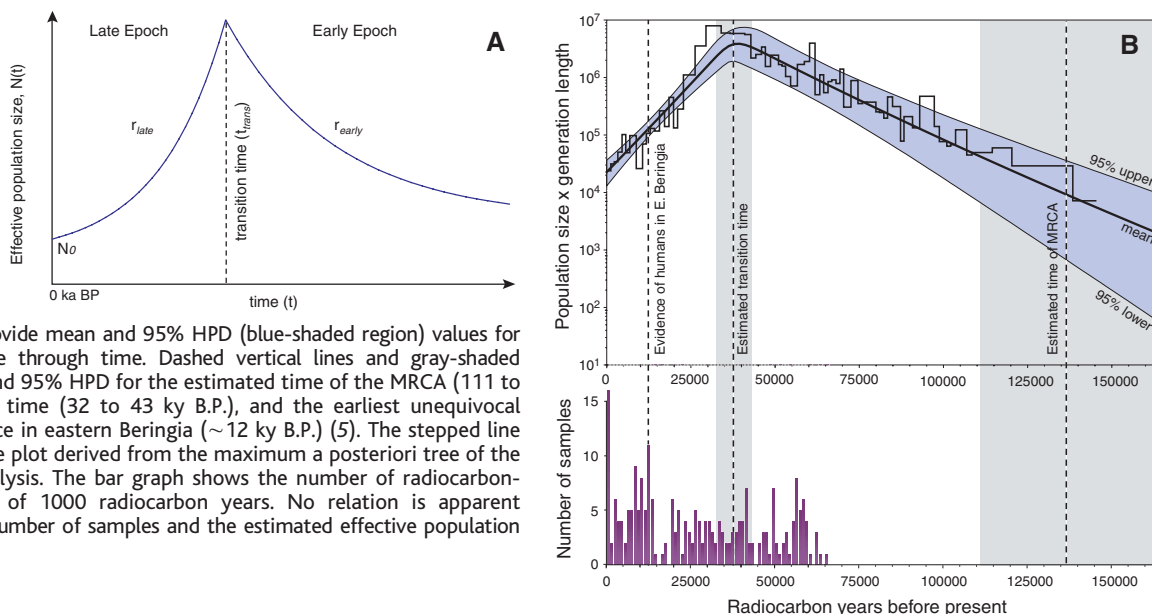 A
Late Epoch
Early Epoch
Effective population size, N(t)
r_late
r_early
transition time (t_trans)
N0
0 ka BP
time (t)
ovide mean and 95% HPD (blue-shaded region) values for
e through time. Dashed vertical lines and gray-shaded
nd 95% HPD for the estimated time of the MRCA (111 to
time (32 to 43 ky B.P.), and the earliest unequivocal
ce in eastern Beringia (∼12 ky B.P.) (5). The stepped line
e plot derived from the maximum a posteriori tree of the
alysis. The bar graph shows the number of radiocarbon-
of 1000 radiocarbon years. No relation is apparent
umber of samples and the estimated effective population
B
Population size x generation length
10^7
10^6
10^5
10^4
10^3
10^2
10^1
Evidence of humans in E. Beringia
Estimated transition time
Estimated time of MRCA
95% upper
mean
95% lower
0 25000 50000 75000 100000 125000 150000
Number of samples
15
10
5
0
0 25000 50000 75000 100000 125000 150000
Radiocarbon years before present